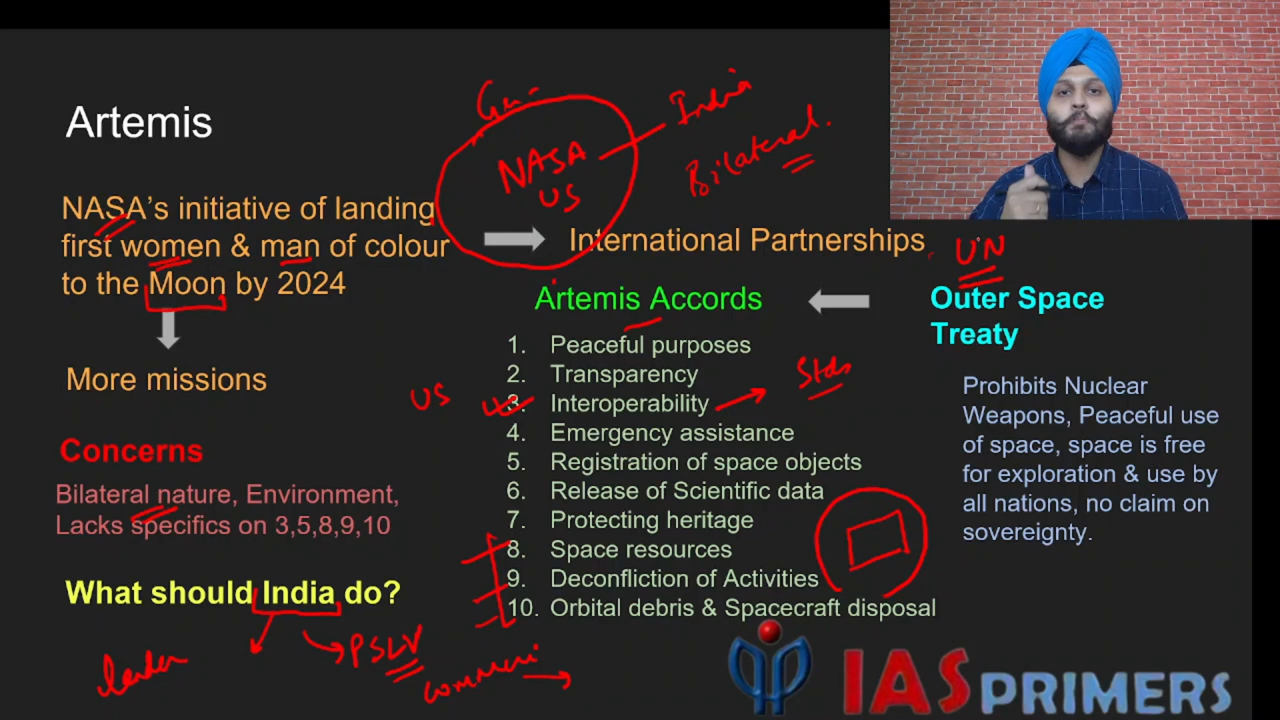 Artemis
NASA's initiative of landing
first women & man of colour
to the Moon by 2024
More missions
Concerns
Bilateral nature, Environment,
Lacks specifics on 3,5,8,9,10
What should India do?
leader
PSLV
NASA
US
India
Bilateral.
International Partnerships
Artemis Accords
1. Peaceful purposes
2. Transparency
3. Interoperability
4. Emergency assistance
5. Registration of space objects
6. Release of Scientific data
7. Protecting heritage
8. Space resources
9. Deconfliction of Activities
10. Orbital debris & Spacecraft disposal
US
Stds
UN
Outer Space
Treaty
Prohibits Nuclear
Weapons, Peaceful use
of space, space is free
for exploration & use by
all nations, no claim on
sovereignty.
IAS PRIMERS